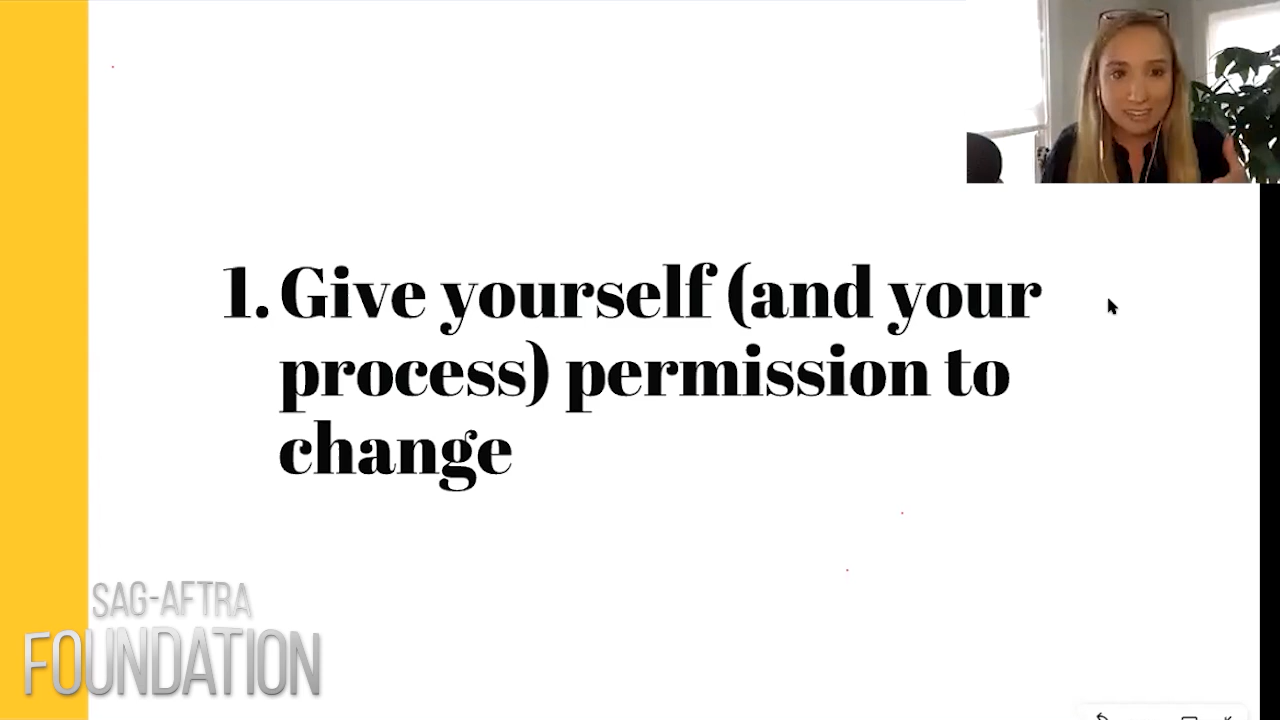 1. Give yourself (and your
process) permission to
change
SAG-AFTRA
FOUNDATION